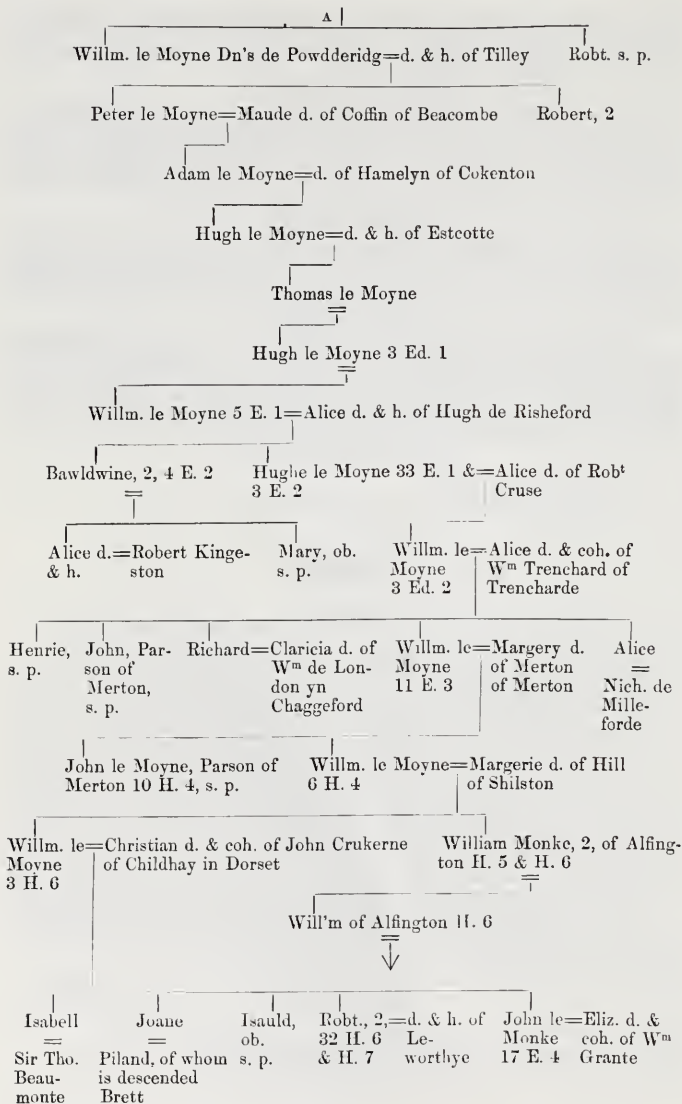 A
Willm. le Moyne Dn's de Powdderidg=d. & h. of Tilley Robt. s. p.
Peter le Moyne=Maude d. of Coffin of Beacombe Robert, 2
Adam le Moyne=d. of Hamelyn of Cokenton
Hugh le Moyne=d. & h. of Estcotte
Thomas le Moyne
=
Hugh le Moyne 3 Ed. 1
=
Willm. le Moyne 5 E. 1=Alice d. & h. of Hugh de Risheford
Bawldwine, 2, 4 E. 2 Hughe le Moyne 33 E. 1 &=Alice d. of Robt
= 3 E. 2 Cruse
Alice d.=Robert Kinge- Mary, ob. Willm. le=Alice d. & coh. of
& h. ston s. p. Moyne Wm Trenchard of
3 Ed. 2 Trencharde
Henrie, John, Par- Richard=Claricia d. of Willm. le=Margery d. Alice
s. p. son of Wm de Lon- Moyne of Merton =
Merton, don yn 11 E. 3 of Merton Nich. de
s. p. Chaggeford Mille-
forde
John le Moyne, Parson of Willm. le Moyne=Margerie d. of Hill
Merton 10 H. 4, s. p. 6 H. 4 of Shilston
Willm. le=Christian d. & coh. of John Crukerne William Monke, 2, of Alfing-
Moyne of Childhay in Dorset ton H. 5 & H. 6
3 H. 6 =
Will'm of Alfington H. 6
=
Isabell Joane Isauld, Robt., 2,=d. & h. of John le=Eliz. d. &
= = ob. 32 H. 6 Le- Monke coh. of Wm
Sir Tho. Piland, of whom s. p. & H. 7 worthye 17 E. 4 Grante
Beau- is descended
monte Brett